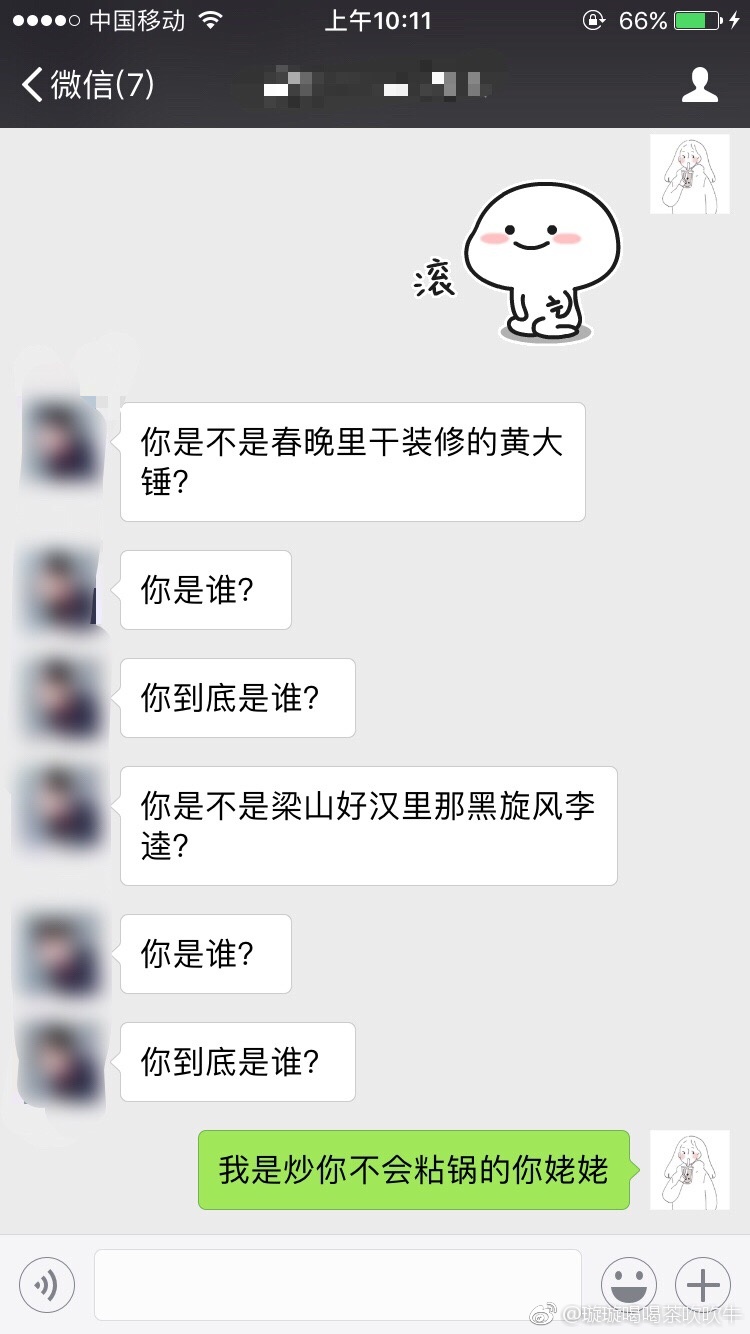 中国移动
上午10:11
66%
微信(7)
滚
你是不是春晚里干装修的黄大
锤?
你是谁?
你到底是谁?
你是不是梁山好汉里那黑旋风李
逵?
你是谁?
你到底是谁?
我是炒你不会粘锅的你姥姥
@璇璇喝喝茶吹吹牛